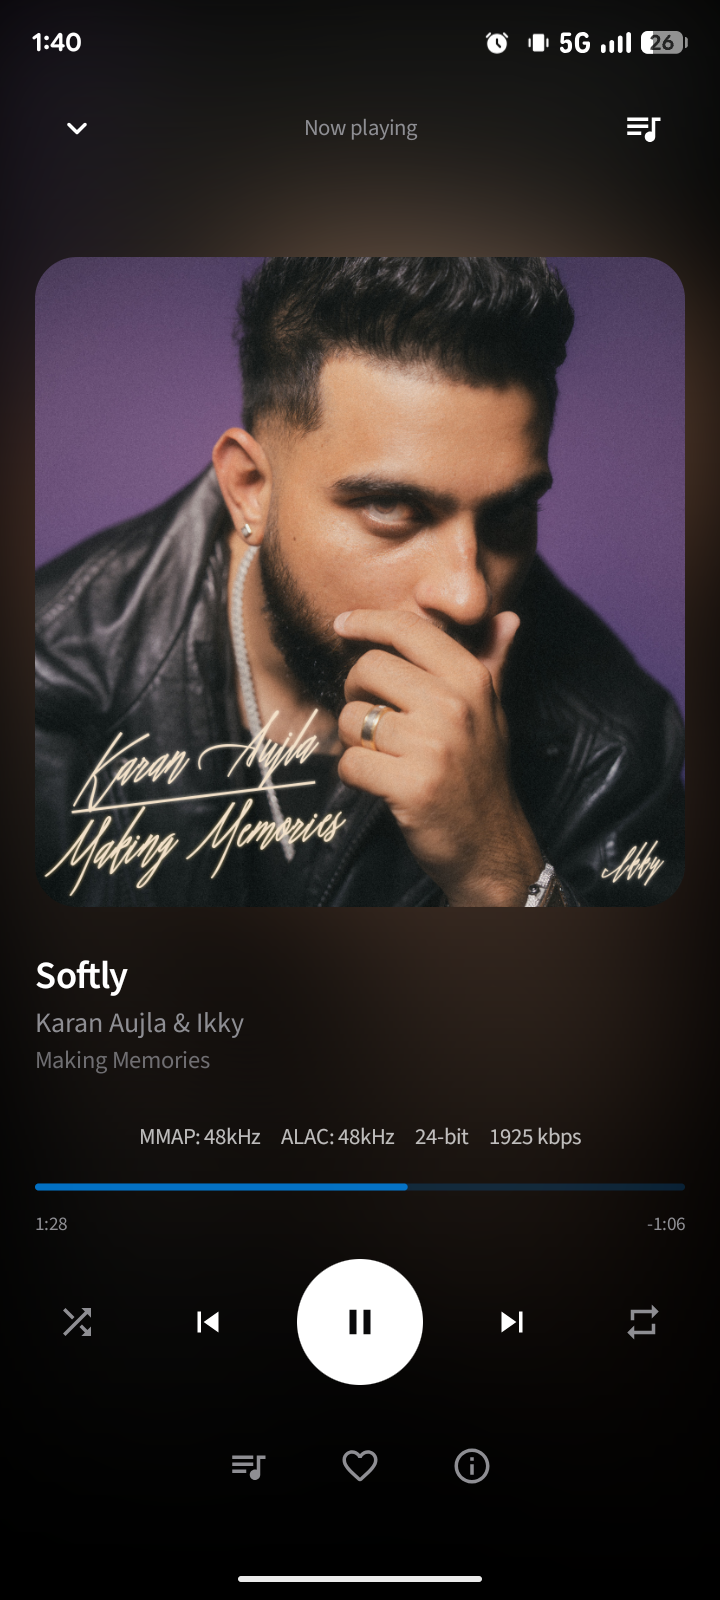 1:40
5G
26
Now playing
Karan Aujla
Making Memories
Ikky
Softly
Karan Aujla & Ikky
Making Memories
MMAP: 48kHz ALAC: 48kHz 24-bit 1925 kbps
1:28
-1:06